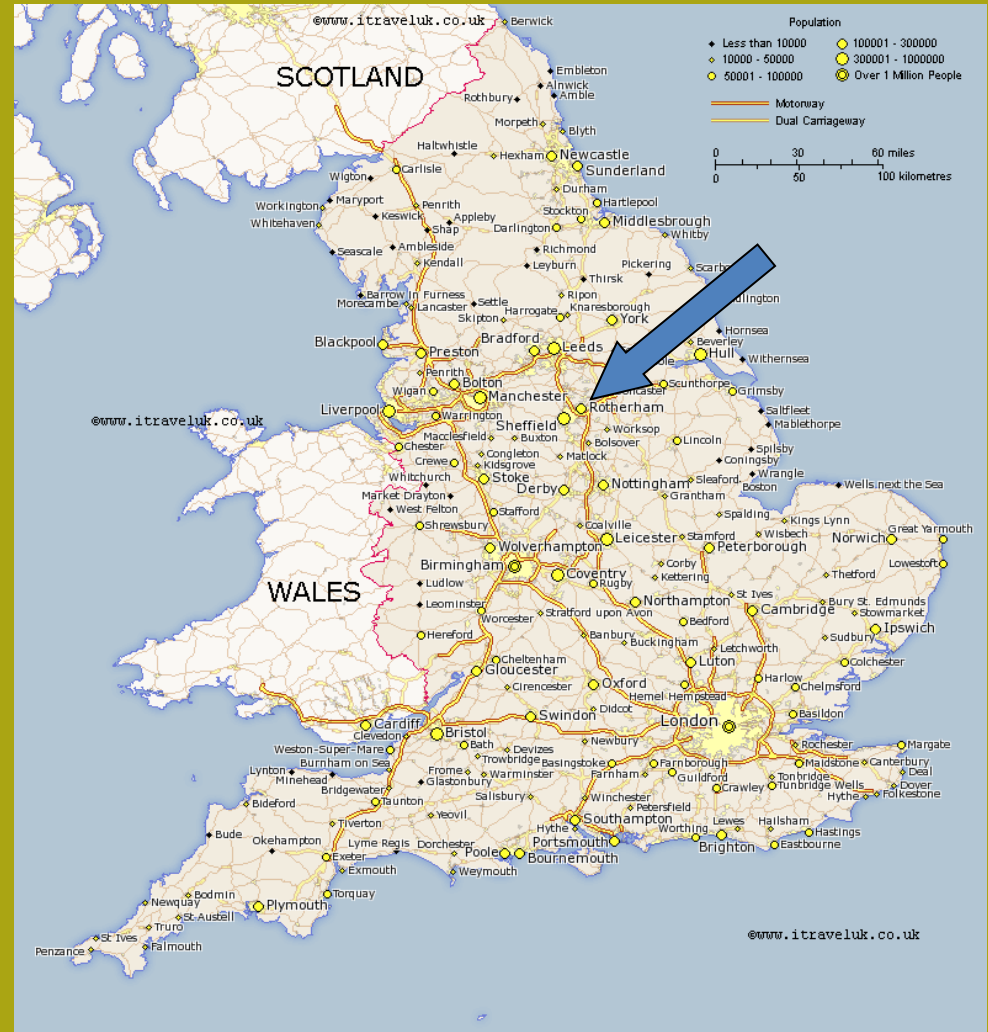 ©www.itraveluk.co.uk
Berwick
Population
Less than 10000
100001 - 300000
10000 - 50000
300001 - 1000000
50001 - 100000
Over 1 Million People
Motorway
Dual Carriageway
0 30 60 miles
0 50 100 kilometres
SCOTLAND
Embleton
Alnwick
Amble
Rothbury
Morpeth
Blyth
Haltwhistle
Hexham
Newcastle
Sunderland
Carlisle
Wigton
Durham
Maryport
Workington
Penrith
Hartlepool
Stockton
Keswick
Appleby
Middlesbrough
Whitehaven
Shap
Darlington
Whitby
Seascale
Ambleside
Richmond
Kendall
Leyburn
Pickering
Thirsk
Barrow In Furness
Settle
Ripon
Morecambe
Lancaster
Harrogate
Knaresborough
Skipton
York
Hornsea
Blackpool
Bradford
Leeds
Beverley
Preston
Hull
Withernsea
Penrith
Bolton
Scunthorpe
Wigan
Manchester
Grimsby
Liverpool
Warrington
Rotherham
Saltfleet
©www.itraveluk.co.uk
Sheffield
Mablethorpe
Macclesfield
Buxton
Worksop
Chester
Bolsover
Lincoln
Congleton
Matlock
Spilsby
Crewe
Kidsgrove
Coningsby
Whitchurch
Stoke
Sleaford
Wrangle
Market Drayton
Derby
Nottingham
Boston
Wells next the Sea
West Felton
Grantham
Stafford
Spalding
Kings Lynn
Shrewsbury
Coalville
Great Yarmouth
Wolverhampton
Leicester
Stamford
Wisbech
Norwich
Peterborough
Birmingham
Coventry
Corby
Lowestoft
WALES
Ludlow
Rugby
Kettering
Thetford
Leominster
St Ives
Northampton
Bury St. Edmunds
Worcester
Stratford upon Avon
Cambridge
Stowmarket
Bedford
Ipswich
Hereford
Banbury
Buckingham
Sudbury
Letchworth
Cheltenham
Luton
Colchester
Gloucester
Harlow
Cirencester
Oxford
Chelmsford
Hemel Hempstead
Didcot
Swindon
London
Basildon
Cardiff
Clevedon
Bristol
Weston-Super-Mare
Bath
Devizes
Newbury
Rochester
Margate
Burnham on Sea
Trowbridge
Basingstoke
Farnborough
Maidstone
Canterbury
Lynton
Frome
Warminster
Farnham
Guildford
Tonbridge
Deal
Minehead
Glastonbury
Crawley
Tunbridge Wells
Dover
Bridgewater
Salisbury
Winchester
Hythe
Folkestone
Bideford
Taunton
Yeovil
Petersfield
Tiverton
Southampton
Lewes
Hailsham
Bude
Hythe
Worthing
Hastings
Okehampton
Lyme Regis
Dorchester
Portsmouth
Brighton
Eastbourne
Exeter
Poole
Bournemouth
Exmouth
Weymouth
Bodmin
Torquay
Newquay
Plymouth
St Austell
Truro
©www.itraveluk.co.uk
St Ives
Falmouth
Penzance